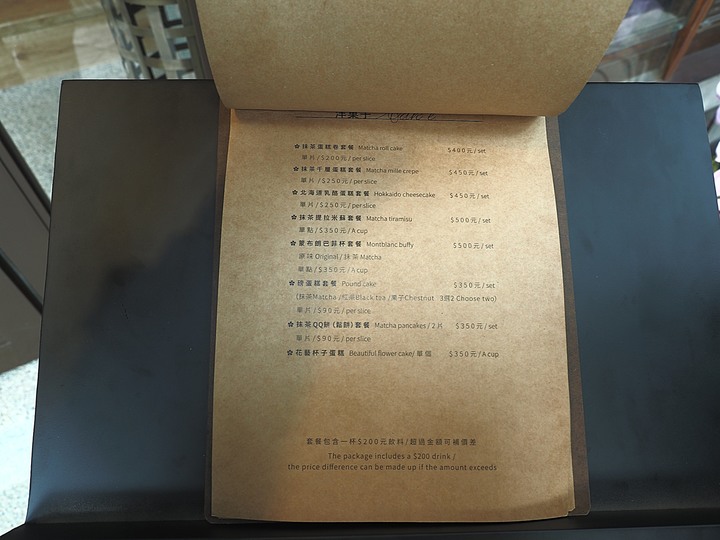 ✿ 抹茶蛋糕卷套餐 Matcha roll cake $400元/set
單片/$200元/per slice
✿ 抹茶千層蛋糕套餐 Matcha mille crepe $450元/set
單片/$250元/per slice
✿ 北海道乳酪蛋糕套餐 Hokkaido cheesecake $450元/set
單片/$250元/per slice
✿ 抹茶提拉米蘇套餐 Matcha tiramisu $500元/set
單點/$350元/A cup
✿ 蒙布朗巴菲杯套餐 Montblanc buffy $500元/set
原味 Original/抹茶 Matcha
單點/$350元/A cup
✿ 磅蛋糕套餐 Pound cake $350元/set
(抹茶Matcha/紅茶Black tea/栗子Chestnut 3選2 Choose two)
單片/$90元/per slice
✿ 抹茶QQ餅(鬆餅)套餐 Matcha pancakes/2片 $350元/set
單片/$90元/per slice
✿ 花藝杯子蛋糕 Beautiful flower cake/單個 $350元/A cup
套餐包含一杯$200元飲料/超過金額可補價差
The package includes a $200 drink /
the price difference can be made up if the amount exceeds